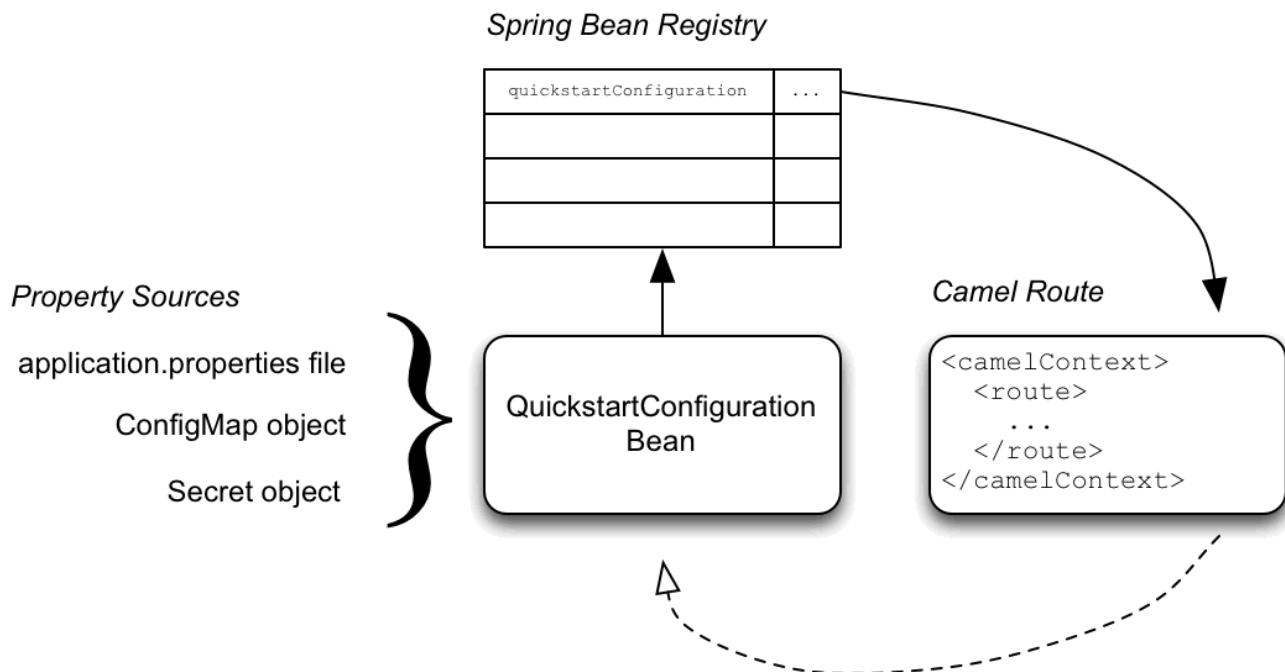 Spring Bean Registry
quickstartConfiguration ...
Property Sources
application.properties file
ConfigMap object
Secret object
QuickstartConfiguration
Bean
Camel Route
<camelContext>
<route>
...
</route>
</camelContext>